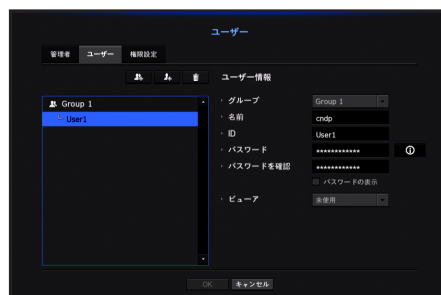 ユーザー
管理者 ユーザー 権限設定
ユーザー情報
Group 1
User1
グループ Group 1
名前 cndp
ID User1
パスワード ************
パスワードを確認 ************
パスワードの表示
ビューア 未使用
OK キャンセル